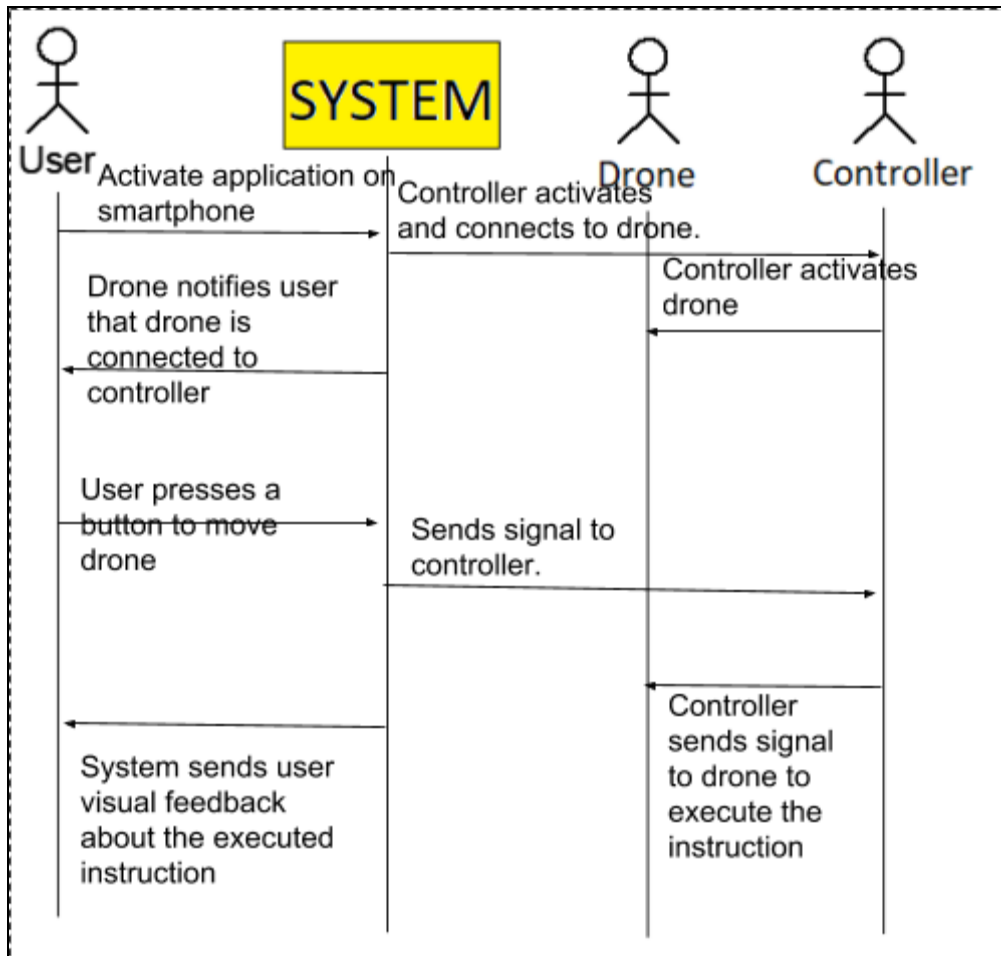 SYSTEM
User
Drone
Controller
Activate application on
smartphone
Controller activates
and connects to drone.
Controller activates
drone
Drone notifies user
that drone is
connected to
controller
User presses a
button to move
drone
Sends signal to
controller.
Controller
sends signal
to drone to
execute the
instruction
System sends user
visual feedback
about the executed
instruction